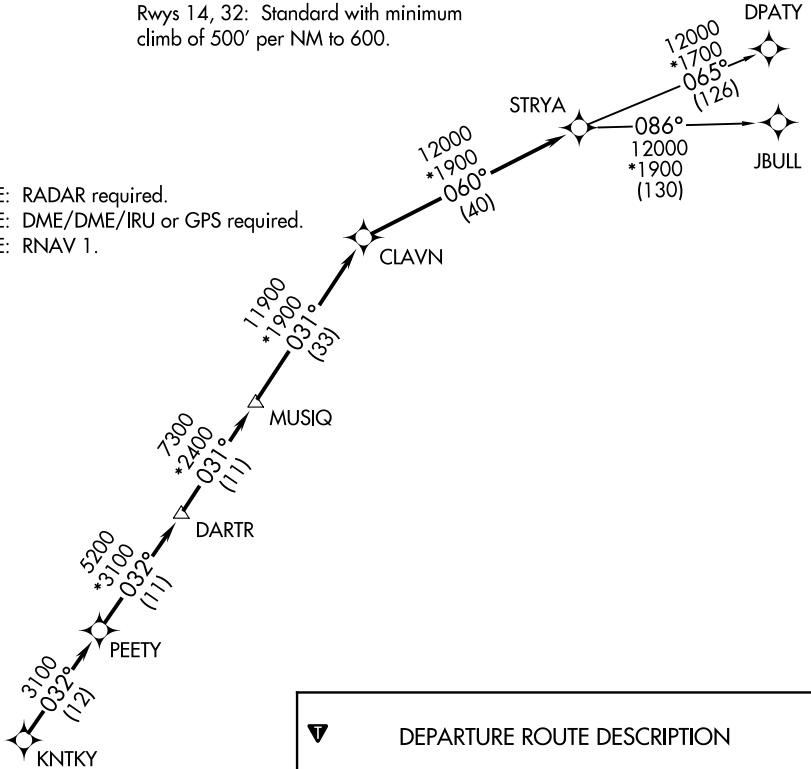 Rwys 14, 32: Standard with minimum
climb of 500' per NM to 600.
DPATY
12000
*1700
065°
(126)
STRYA
086°
12000
*1900
(130)
JBULL
12000
*1900
060°
(40)
E: RADAR required.
E: DME/DME/IRU or GPS required.
E: RNAV 1.
CLAVN
11900
*1900
031°
(33)
MUSIQ
7300
*2400
031°
(11)
DARTR
5200
*3100
032°
(11)
PEETY
3100
032°
(12)
KNTKY
T
DEPARTURE ROUTE DESCRIPTION